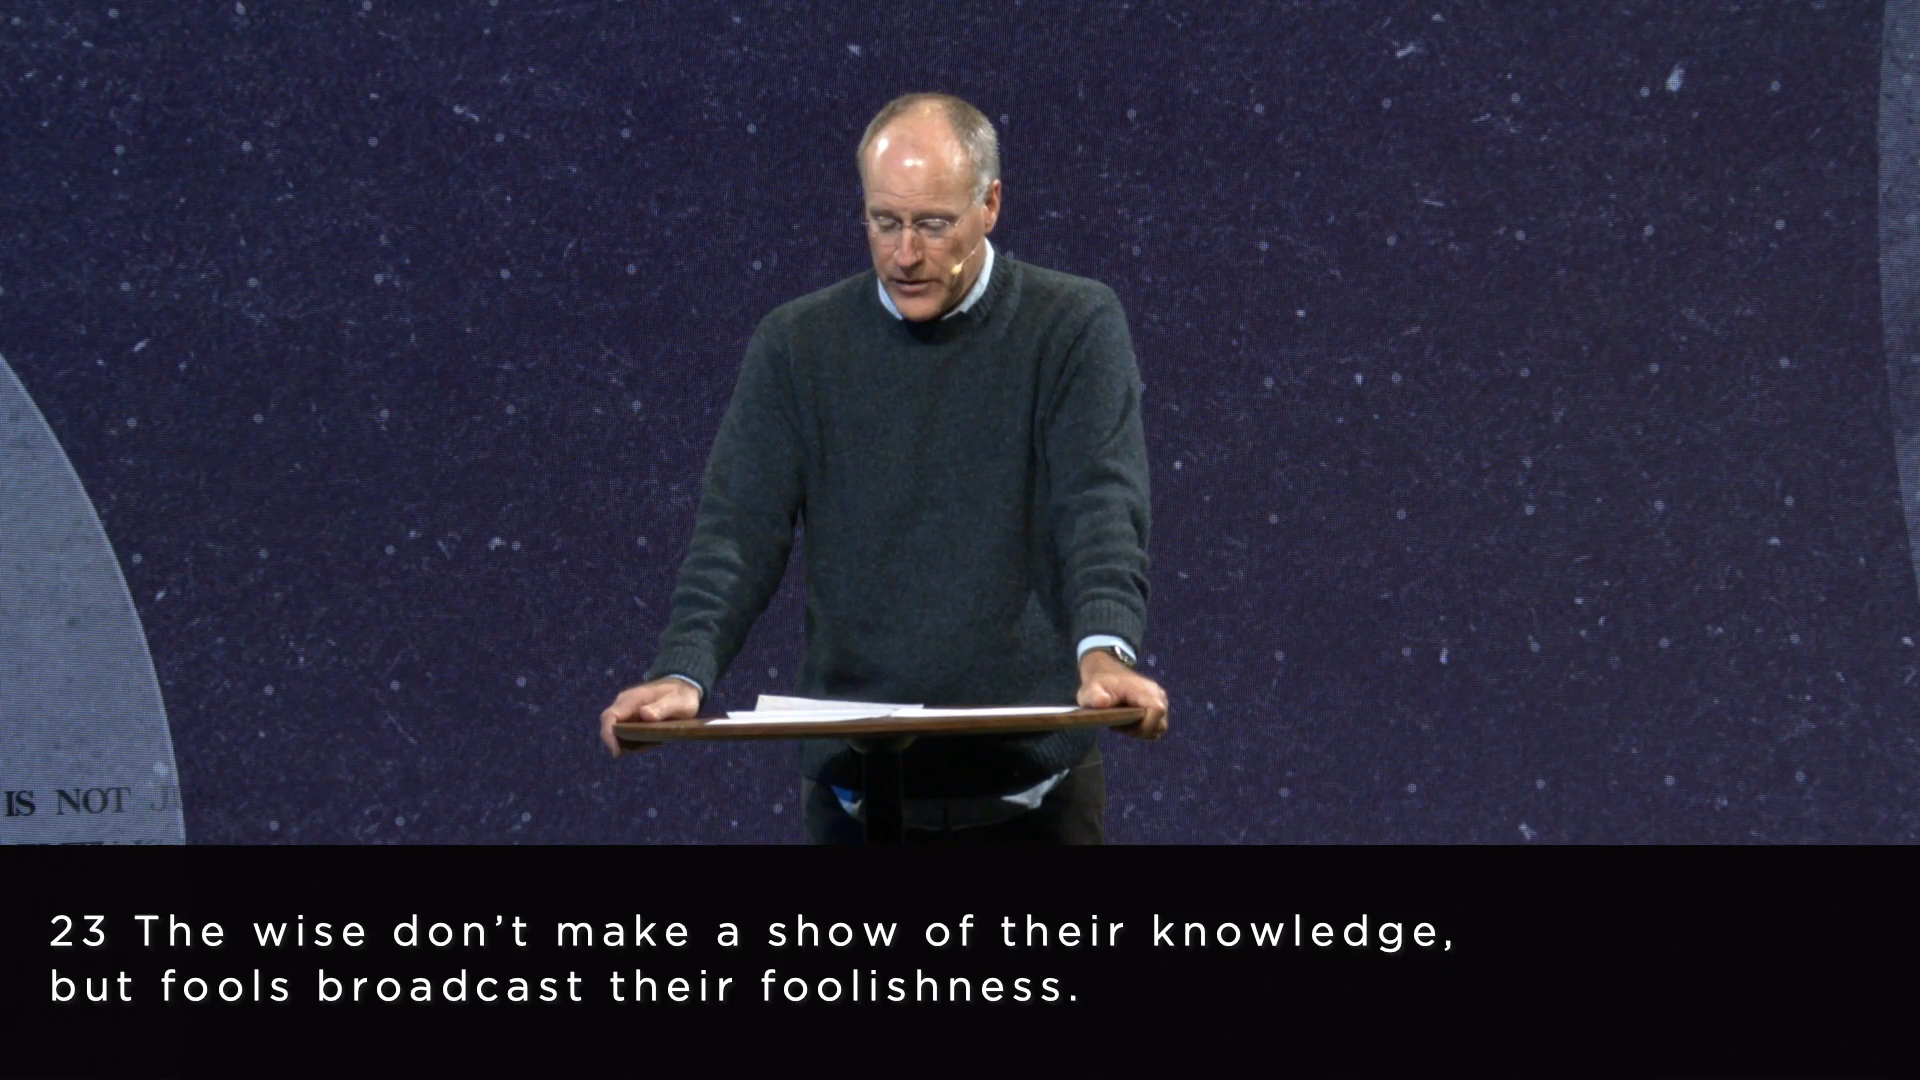 IS NOT
23 The wise don’t make a show of their knowledge,
but fools broadcast their foolishness.